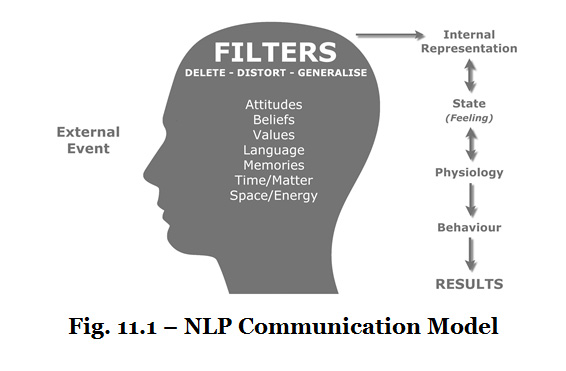 External
Event
FILTERS
DELETE - DISTORT - GENERALISE
Attitudes
Beliefs
Values
Language
Memories
Time/Matter
Space/Energy
Internal
Representation
State
(Feeling)
Physiology
Behaviour
RESULTS
Fig. 11.1 – NLP Communication Model